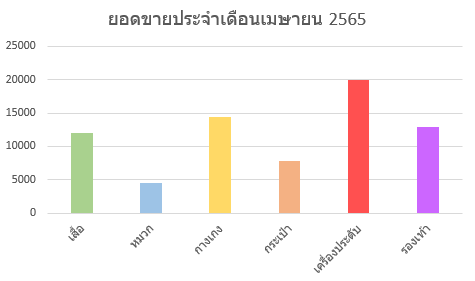 ยอดขายประจำเดือนเมษายน 2565
25000
20000
15000
10000
5000
0
เสื้อ
หมวก
กางเกง
กระเป๋า
เครื่องประดับ
รองเท้า